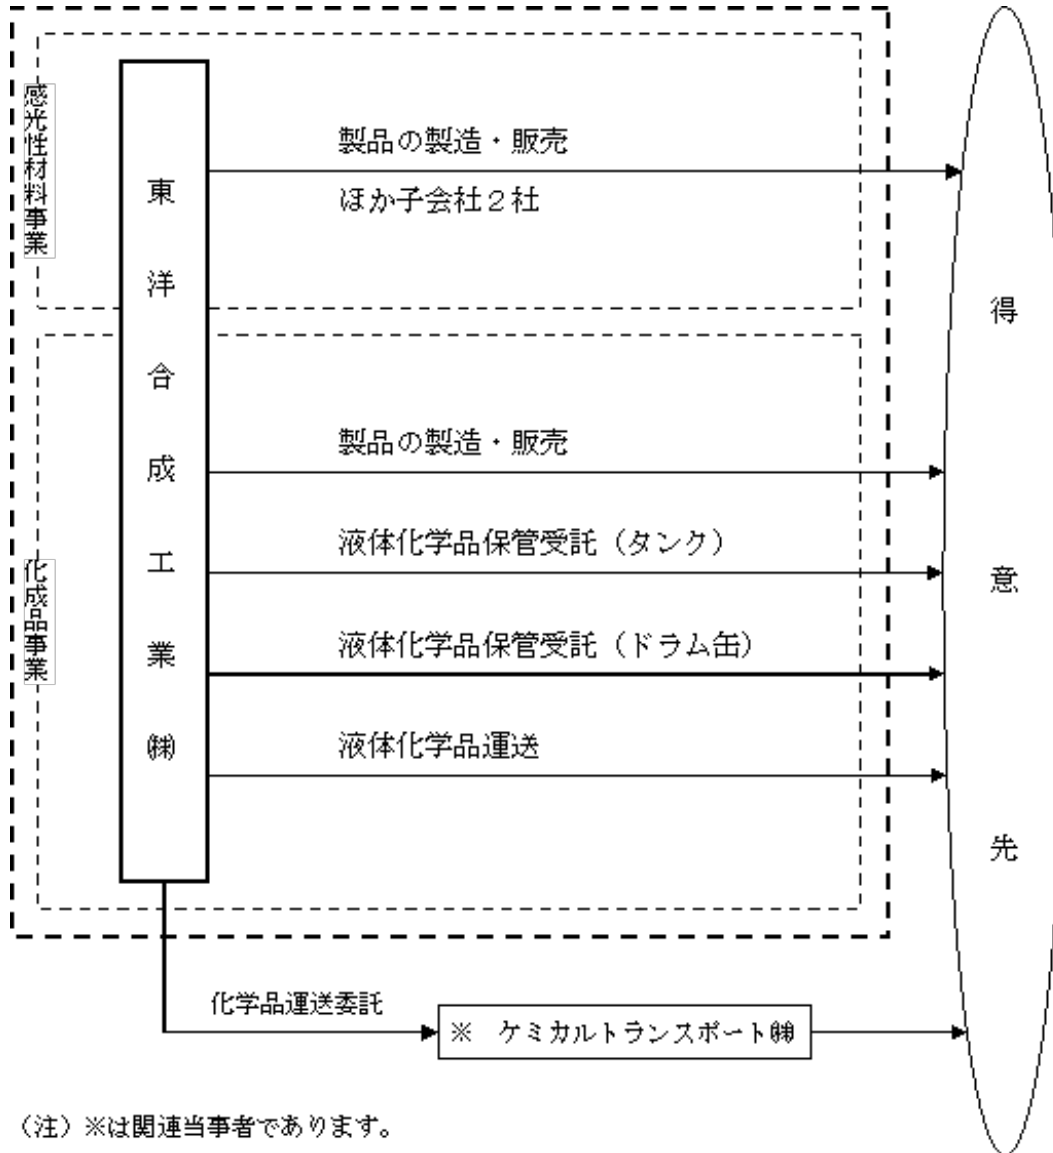 感光性材料事業
東洋合成工業㈱
製品の製造・販売
ほか子会社２社
化成品事業
製品の製造・販売
液体化学品保管受託（タンク）
液体化学品保管受託（ドラム缶）
液体化学品運送
得意先
化学品運送委託
※　ケミカルトランスポート㈱
（注）※は関連当事者であります。